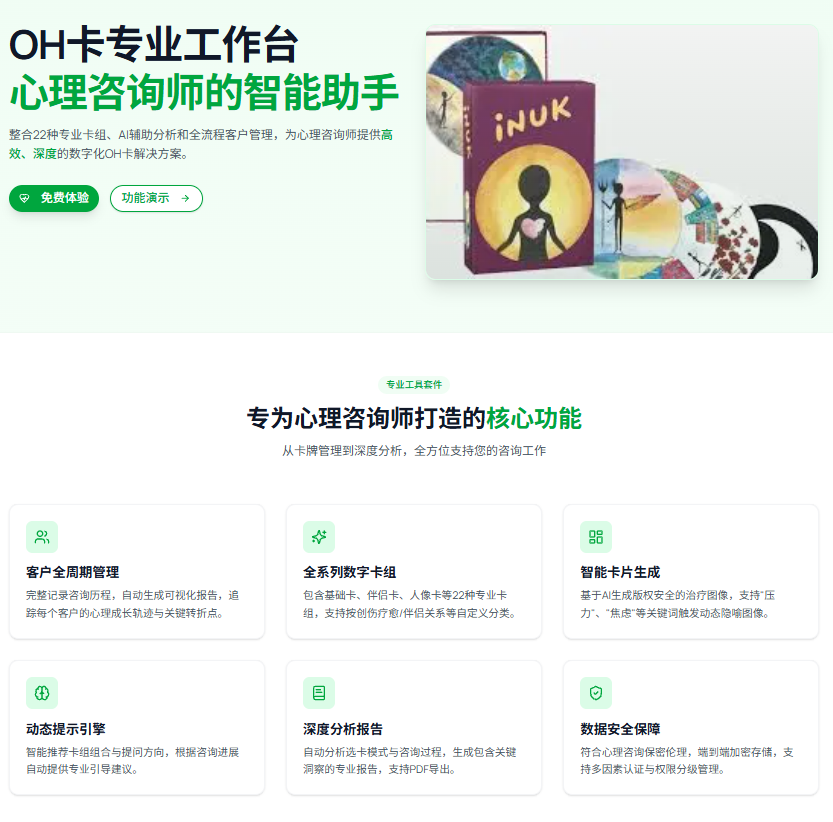 OH卡专业工作台
心理咨询师的智能助手
整合22种专业卡组、AI辅助分析和全流程客户管理，为心理咨询师提供高
效、深度的数字化OH卡解决方案。
免费体验
功能演示
iNUK
INUK
专业工具套件
专为心理咨询师打造的核心功能
从卡牌管理到深度分析，全方位支持您的咨询工作
客户全周期管理
完整记录咨询历程，自动生成可视化报告，追
踪每个客户的心理成长轨迹与关键转折点。
全系列数字卡组
包含基础卡、伴侣卡、人像卡等22种专业卡
组，支持按创伤疗愈/伴侣关系等自定义分类。
智能卡片生成
基于AI生成版权安全的治疗图像，支持"压
力"、"焦虑"等关键词触发动态隐喻图像。
动态提示引擎
智能推荐卡组组合与提问方向，根据咨询进展
自动提供专业引导建议。
深度分析报告
自动分析选卡模式与咨询过程，生成包含关键
洞察的专业报告，支持PDF导出。
数据安全保障
符合心理咨询保密伦理，端到端加密存储，支
持多因素认证与权限分级管理。